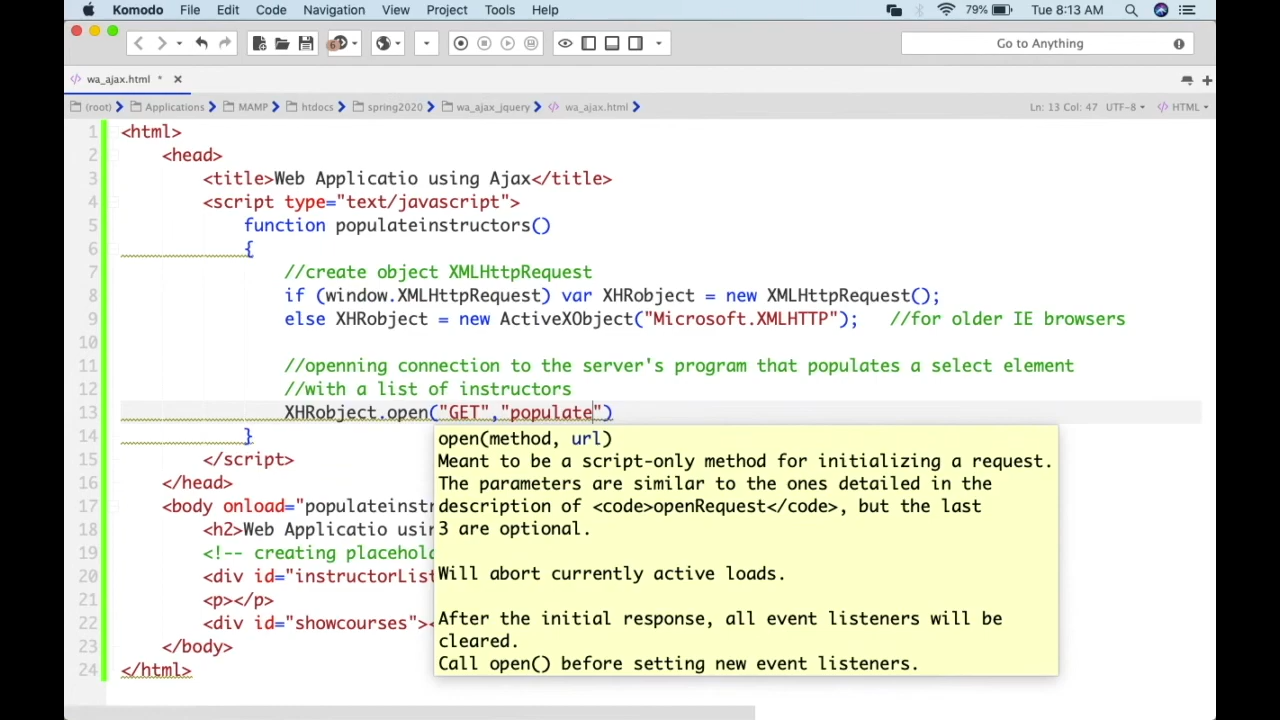 Komodo File Edit Code Navigation View Project Tools Help 79% Tue 8:13 AM
Go to Anything
wa_ajax.html *
(root) Applications MAMP htdocs spring2020 wa_ajax_jquery wa_ajax.html Ln: 13 Col: 47 UTF-8 HTML
1 <html>
2 <head>
3 <title>Web Applicatio using Ajax</title>
4 <script type="text/javascript">
5 function populateinstructors()
6 {
7 //create object XMLHttpRequest
8 if (window.XMLHttpRequest) var XHRobject = new XMLHttpRequest();
9 else XHRobject = new ActiveXObject("Microsoft.XMLHTTP"); //for older IE browsers
10
11 //openning connection to the server's program that populates a select element
12 //with a list of instructors
13 XHRobject.open("GET","populate")
14 }
15 </script>
16 </head>
17 <body onload="populateinstr
18 <h2>Web Applicatio usin
19 <!-- creating placehold
20 <div id="instructorList
21 <p></p>
22 <div id="showcourses"><
23 </body>
24 </html>
open(method, url)
Meant to be a script-only method for initializing a request.
The parameters are similar to the ones detailed in the
description of <code>openRequest</code>, but the last
3 are optional.
Will abort currently active loads.
After the initial response, all event listeners will be
cleared.
Call open() before setting new event listeners.